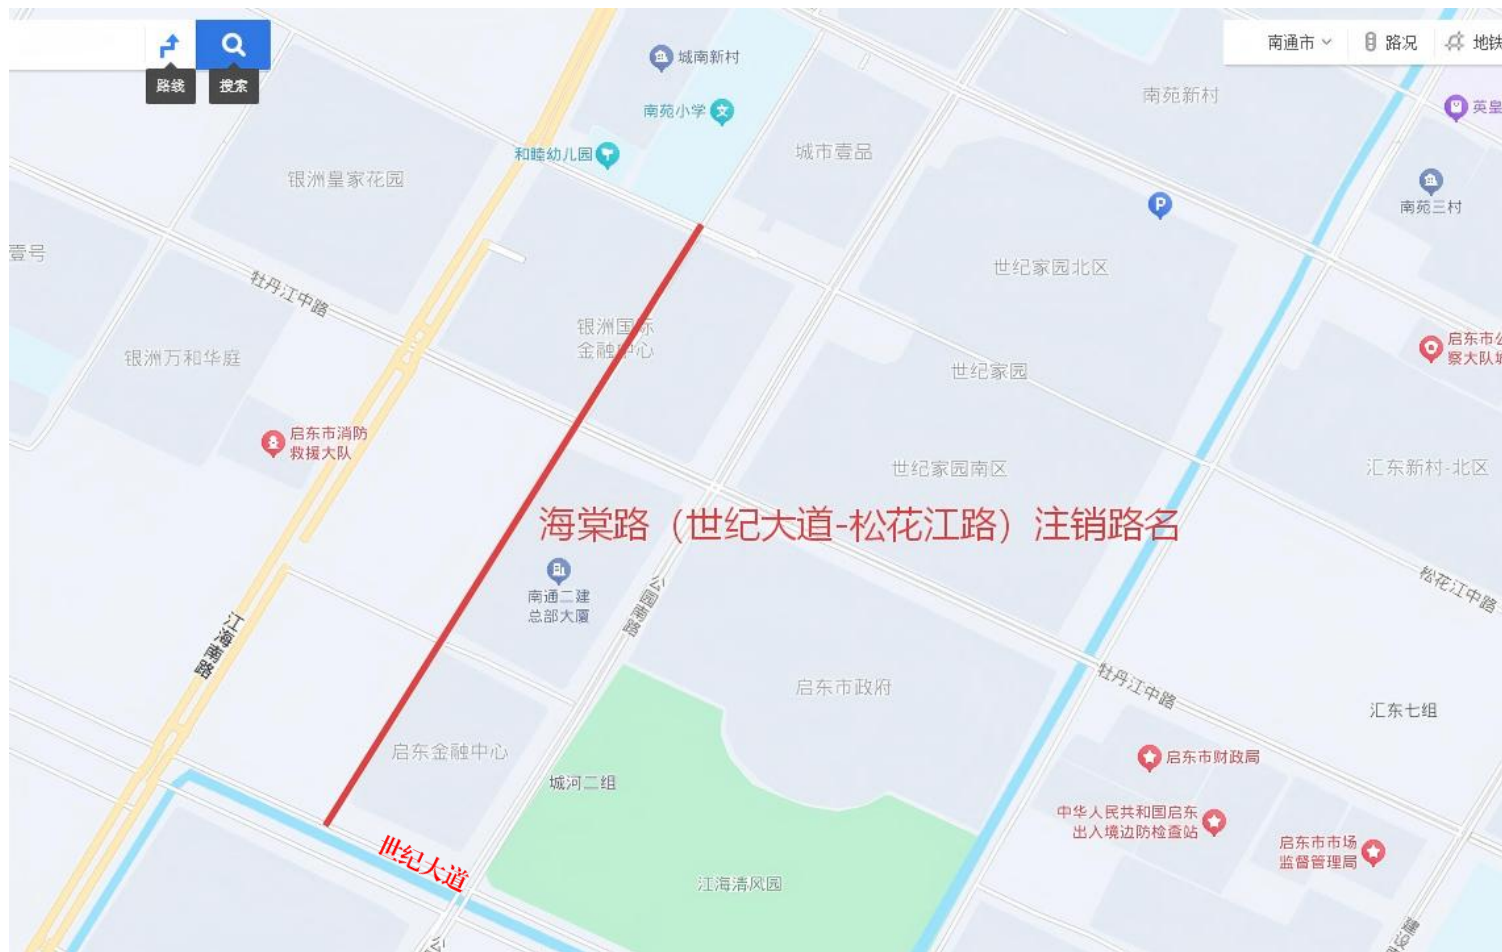 南通市
路况
地铁
路线
搜索
城南新村
南苑新村
南苑小学
英皇
城市壹品
和睦幼儿园
银洲皇家花园
南苑三村
壹号
世纪家园北区
牡丹江中路
银洲国际
金融中心
启东市公
察大队城
银洲万和华庭
世纪家园
启东市消防
救援大队
世纪家园南区
汇东新村-北区
海棠路（世纪大道-松花江路）注销路名
松花江中路
南通二建
总部大厦
公园南路
江海南路
牡丹江中路
启东市政府
汇东七组
启东金融中心
启东市财政局
城河二组
中华人民共和国启东
出入境边防检查站
世纪大道
启东市市场
监督管理局
江海清风园
建设
公